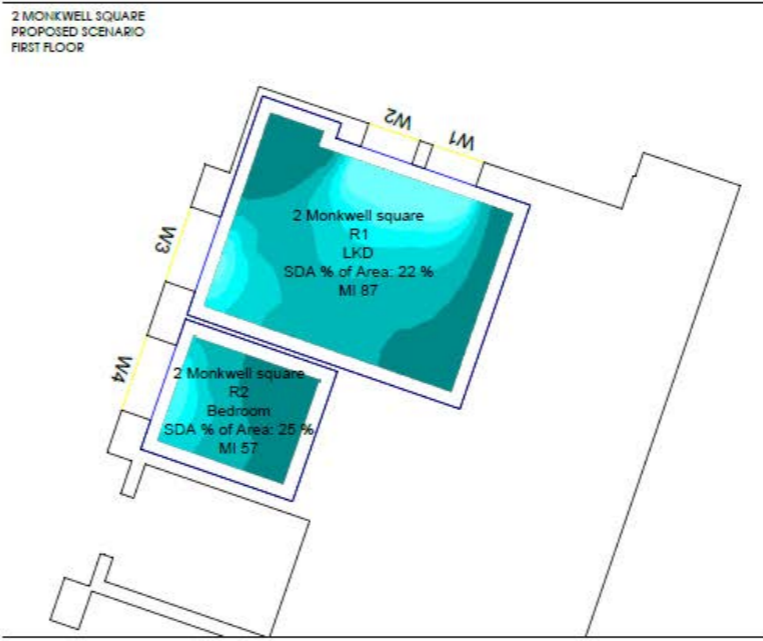 2 MONKWELL SQUARE
PROPOSED SCENARIO
FIRST FLOOR
W2
W1
2 Monkwell square
R1
LKD
SDA % of Area: 22 %
MI 87
W3
2 Monkwell square
R2
Bedroom
SDA % of Area: 25 %
MI 57
W4